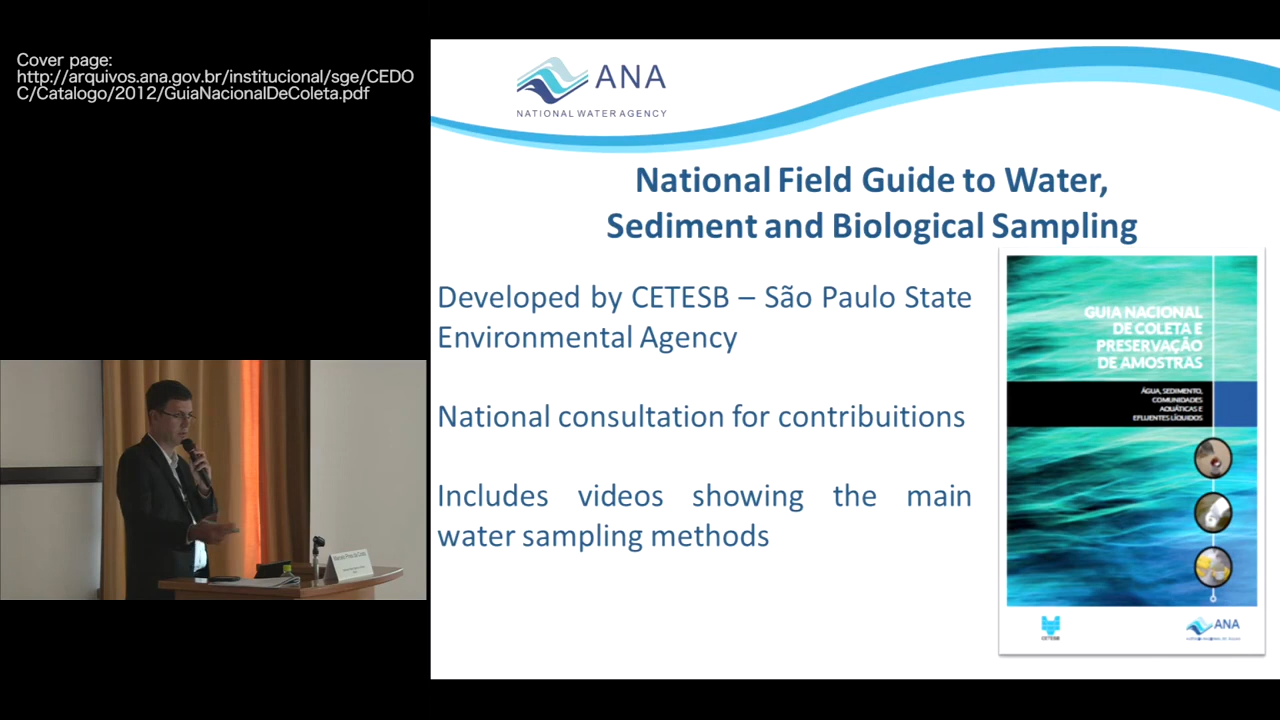 Cover page:
http://arquivos.ana.gov.br/institucional/sge/CEDO
C/Catalogo/2012/GuiaNacionalDeColeta.pdf
ANA
NATIONAL WATER AGENCY
National Field Guide to Water,
Sediment and Biological Sampling
Developed by CETESB – São Paulo State
Environmental Agency
National consultation for contribuitions
Includes videos showing the main
water sampling methods
GUIA NACIONAL
DE COLETA E
PRESERVAÇÃO
DE AMOSTRAS
ÁGUA, SEDIMENTO,
COMUNIDADES
AQUÁTICAS E
EFLUENTES LÍQUIDOS
CETESB
ANA